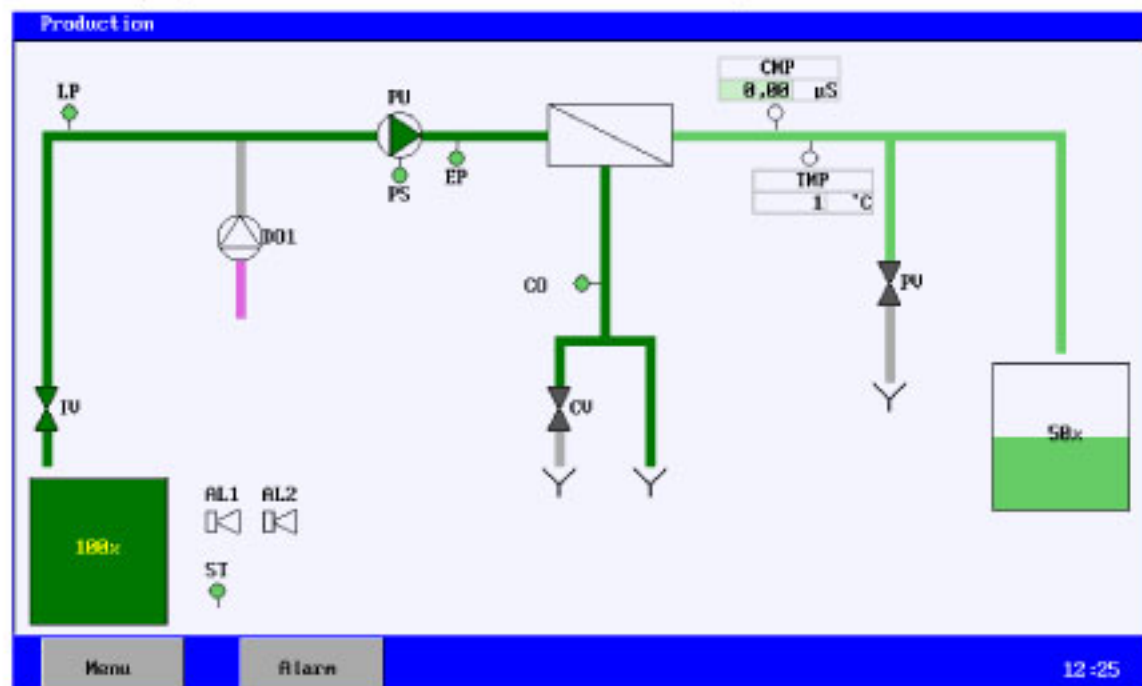 Production
LP
PU
CMP
0,00 µS
PS
EP
TMP
1 °C
DO1
CO
PV
IV
CV
50%
AL1 AL2
100%
ST
Menu
Alarm
12:25